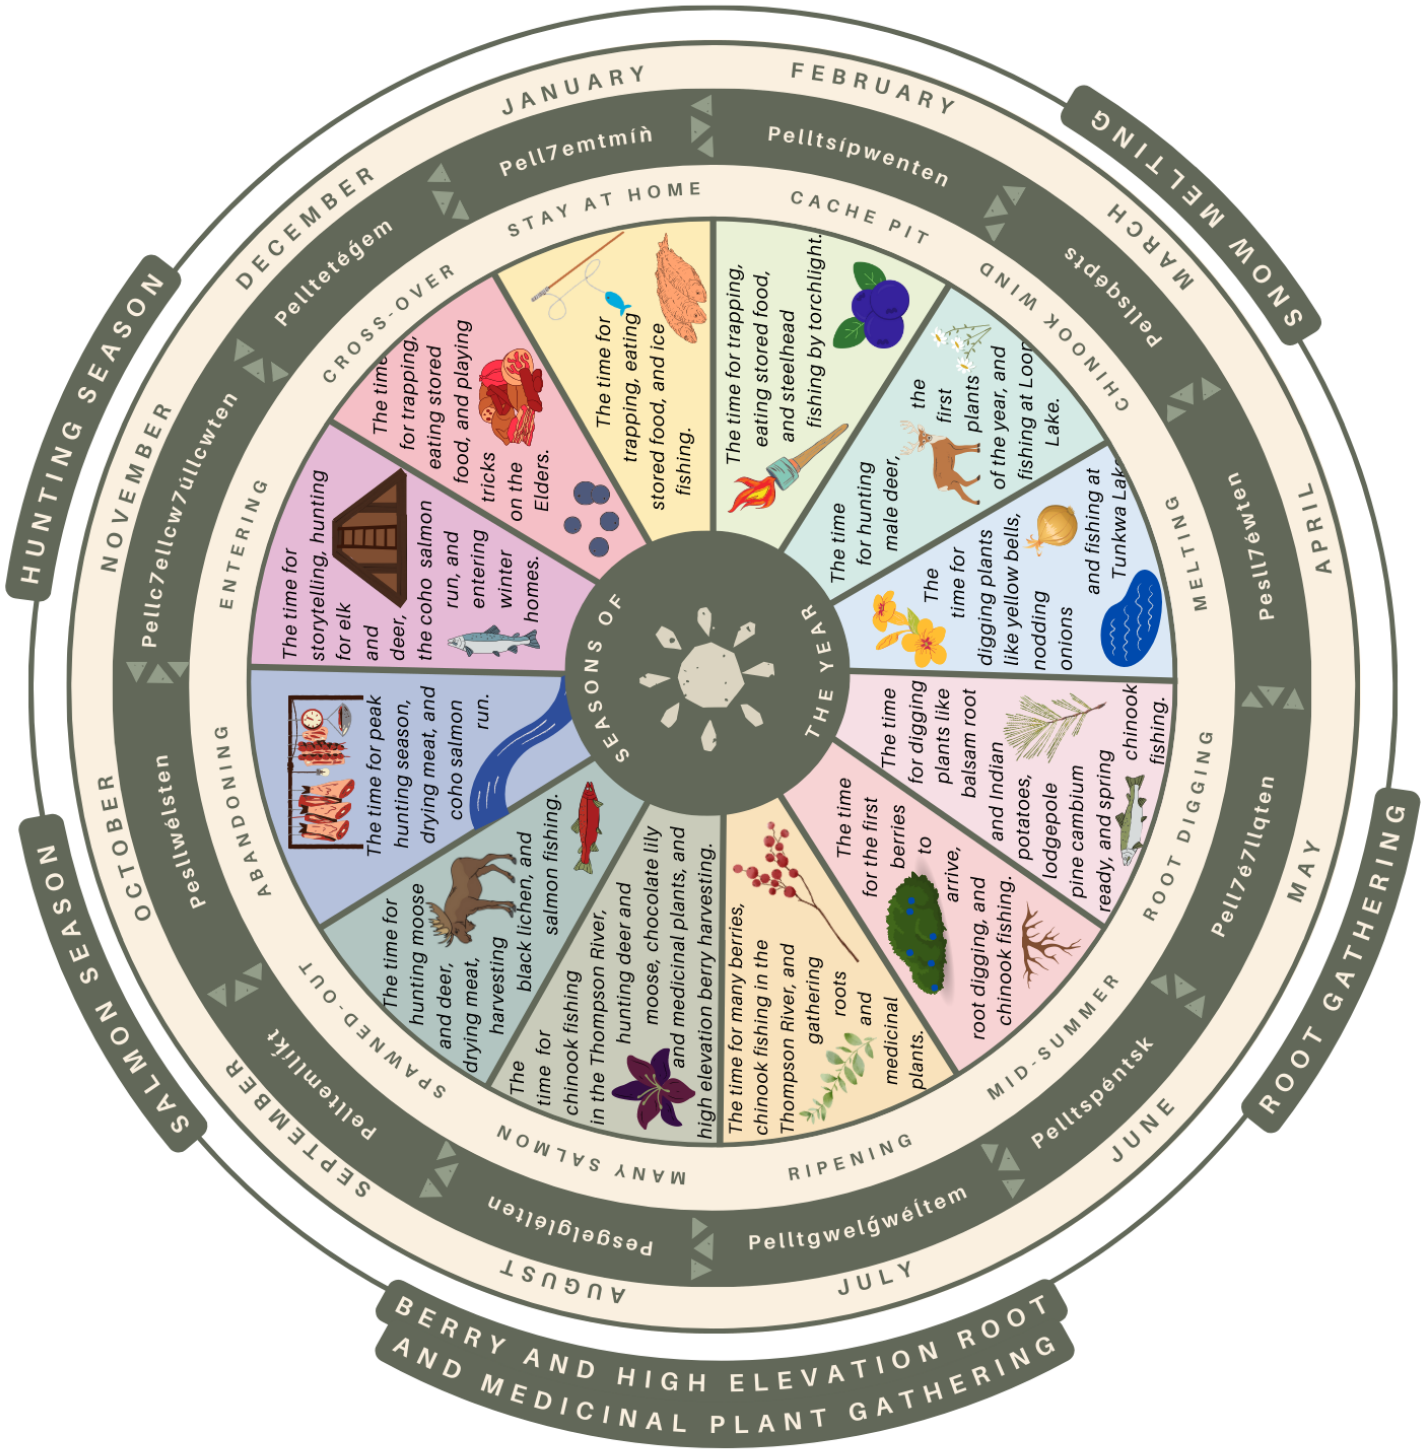 SEASONS OF
THE YEAR
JANUARY
Pell7emtmíṅ
STAY AT HOME
The time for
trapping, eating
stored food, and ice
fishing.
FEBRUARY
Pelltsípwenten
CACHE PIT
The time for trapping,
eating stored food,
and steelhead
fishing by torchlight.
SNOW MELTING
MARCH
Pellsqépts
CHINOOK WIND
The time
for hunting
male deer,
the
first
plants
of the year, and
fishing at Loon
Lake.
APRIL
Pesll7éwten
MELTING
The
time for
digging plants
like yellow bells,
nodding
onions
and fishing at
Tunkwa Lake
ROOT GATHERING
MAY
Pell7é7llqten
ROOT DIGGING
The time
for digging
plants like
balsam root
and Indian
potatoes,
lodgepole
pine cambium
ready, and spring
chinook
fishing.
JUNE
Pelltspéntsk
MID-SUMMER
The time
for the first
berries
to
arrive,
root digging, and
chinook fishing.
BERRY AND HIGH ELEVATION ROOT
AND MEDICINAL PLANT GATHERING
JULY
Pelltgwelǵwéĺtem
RIPENING
The time for many berries,
chinook fishing in the
Thompson River, and
gathering
roots
and
medicinal
plants.
AUGUST
Pesgelglélten
MANY SALMON
The
time for
chinook fishing
in the Thompson River,
hunting deer and
moose, chocolate lily
and medicinal plants, and
high elevation berry harvesting.
SALMON SEASON
SEPTEMBER
SPAWNED-OUT
The time for
hunting moose
and deer,
drying meat,
harvesting
black lichen, and
salmon fishing.
OCTOBER
Pesllwélsten
ABANDONING
The time for peak
hunting season,
drying meat, and
coho salmon
run.
HUNTING SEASON
NOVEMBER
Pellc7ellcw7úllcwten
ENTERING
The time for
storytelling, hunting
for elk
and
deer,
the coho salmon
run, and
entering
winter
homes.
DECEMBER
Pelltetéǵem
CROSS-OVER
The time
for trapping,
eating stored
food, and playing
tricks
on the
Elders.